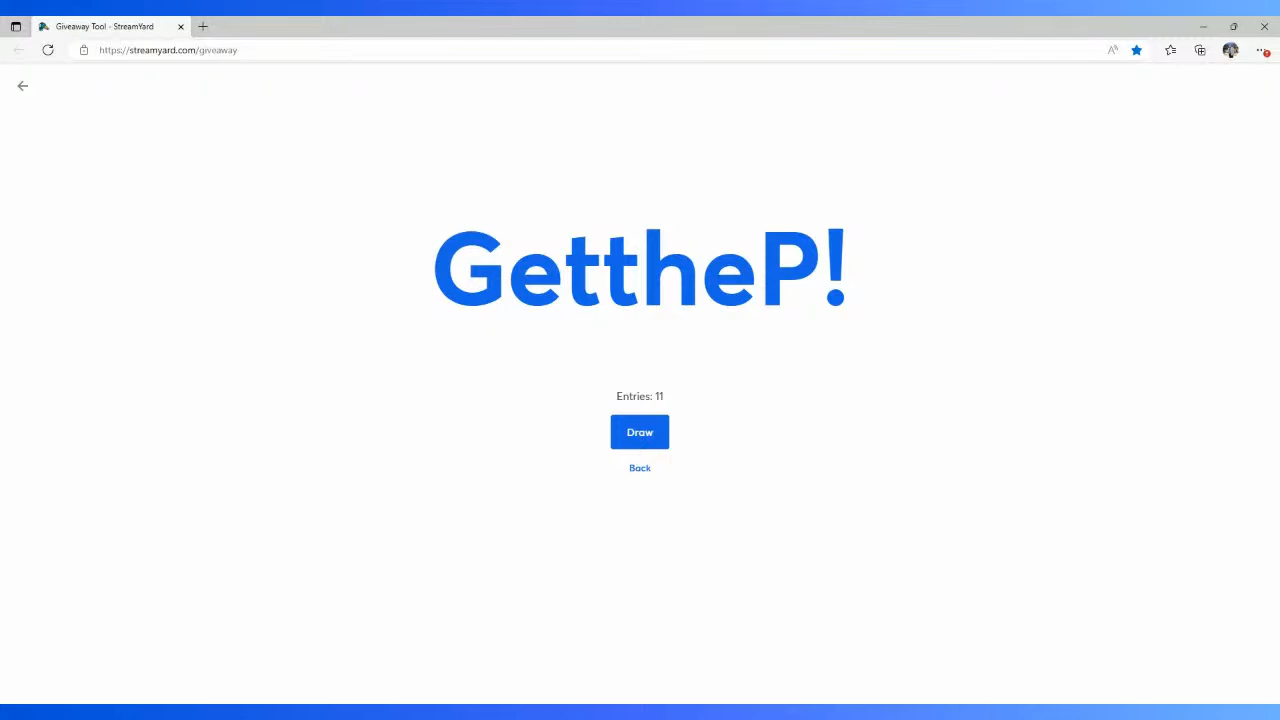 Giveaway Tool - StreamYard
https://streamyard.com/giveaway
GettheP!
Entries: 11
Draw
Back